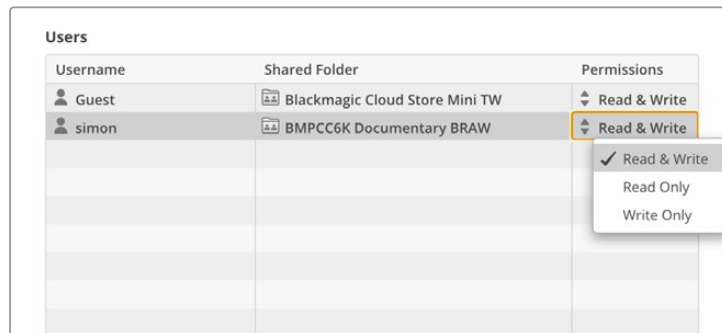 Users
Username Shared Folder Permissions
Guest Blackmagic Cloud Store Mini TW Read & Write
simon BMPCC6K Documentary BRAW Read & Write
Read & Write
Read Only
Write Only